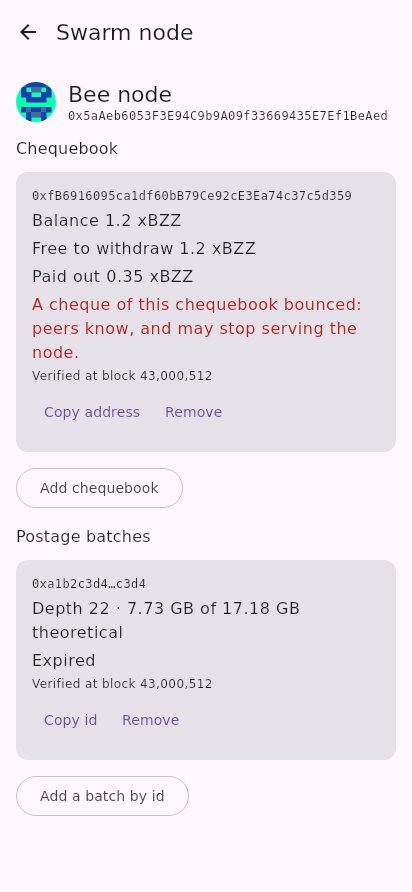 Swarm node
Bee node
0x5aAeb6053F3E94C9b9A09f33669435E7Ef1BeAed
Chequebook
0xfB6916095ca1df60bB79Ce92cE3Ea74c37c5d359
Balance 1.2 xBZZ
Free to withdraw 1.2 xBZZ
Paid out 0.35 xBZZ
A cheque of this chequebook bounced:
peers know, and may stop serving the
node.
Verified at block 43,000,512
Copy address Remove
Add chequebook
Postage batches
0xa1b2c3d4…c3d4
Depth 22 · 7.73 GB of 17.18 GB
theoretical
Expired
Verified at block 43,000,512
Copy id Remove
Add a batch by id